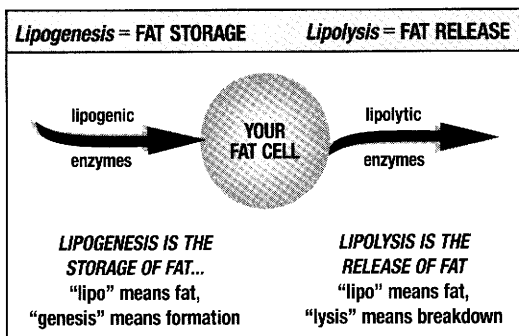 Lipogenesis = FAT STORAGE
Lipolysis = FAT RELEASE
lipogenic
enzymes
YOUR
FAT CELL
lipolytic
enzymes
LIPOGENESIS IS THE
STORAGE OF FAT...
"lipo" means fat,
"genesis" means formation
LIPOLYSIS IS THE
RELEASE OF FAT
"lipo" means fat,
"lysis" means breakdown